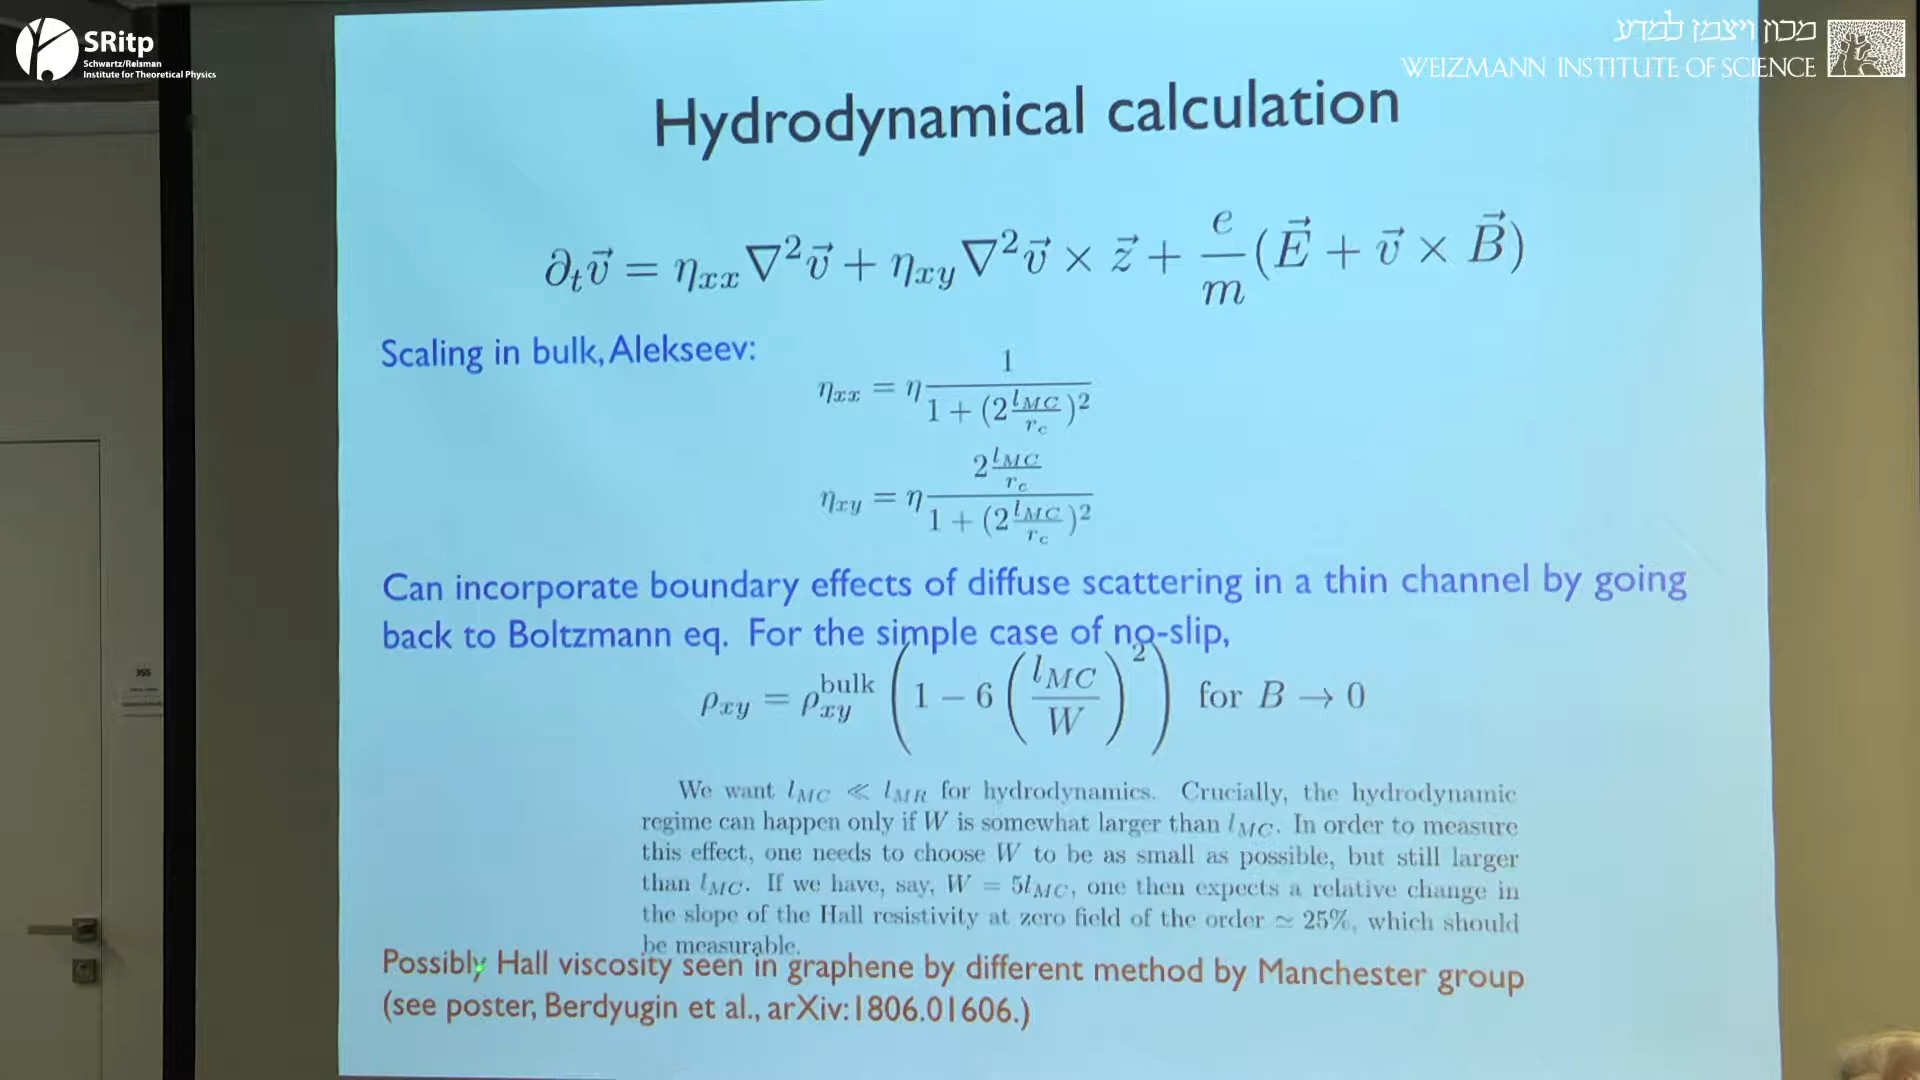 SRitp
Schwartz/Reisman
Institute for Theoretical Physics
מכון ויצמן למדע
WEIZMANN INSTITUTE OF SCIENCE
Hydrodynamical calculation
∂_t v⃗ = η_xx ∇²v⃗ + η_xy ∇²v⃗ × z⃗ + e/m (E⃗ + v⃗ × B⃗)
Scaling in bulk, Alekseev:
η_xx = η 1/(1 + (2 l_MC/r_c)²)
η_xy = η (2 l_MC/r_c)/(1 + (2 l_MC/r_c)²)
Can incorporate boundary effects of diffuse scattering in a thin channel by going
back to Boltzmann eq. For the simple case of no-slip,
ρ_xy = ρ_xy^bulk (1 − 6 (l_MC/W)²) for B → 0
We want l_MC ≪ l_MR for hydrodynamics. Crucially, the hydrodynamic
regime can happen only if W is somewhat larger than l_MC. In order to measure
this effect, one needs to choose W to be as small as possible, but still larger
than l_MC. If we have, say, W = 5l_MC, one then expects a relative change in
the slope of the Hall resistivity at zero field of the order ≃ 25%, which should
be measurable.
Possibly Hall viscosity seen in graphene by different method by Manchester group
(see poster, Berdyugin et al., arXiv:1806.01606.)
355